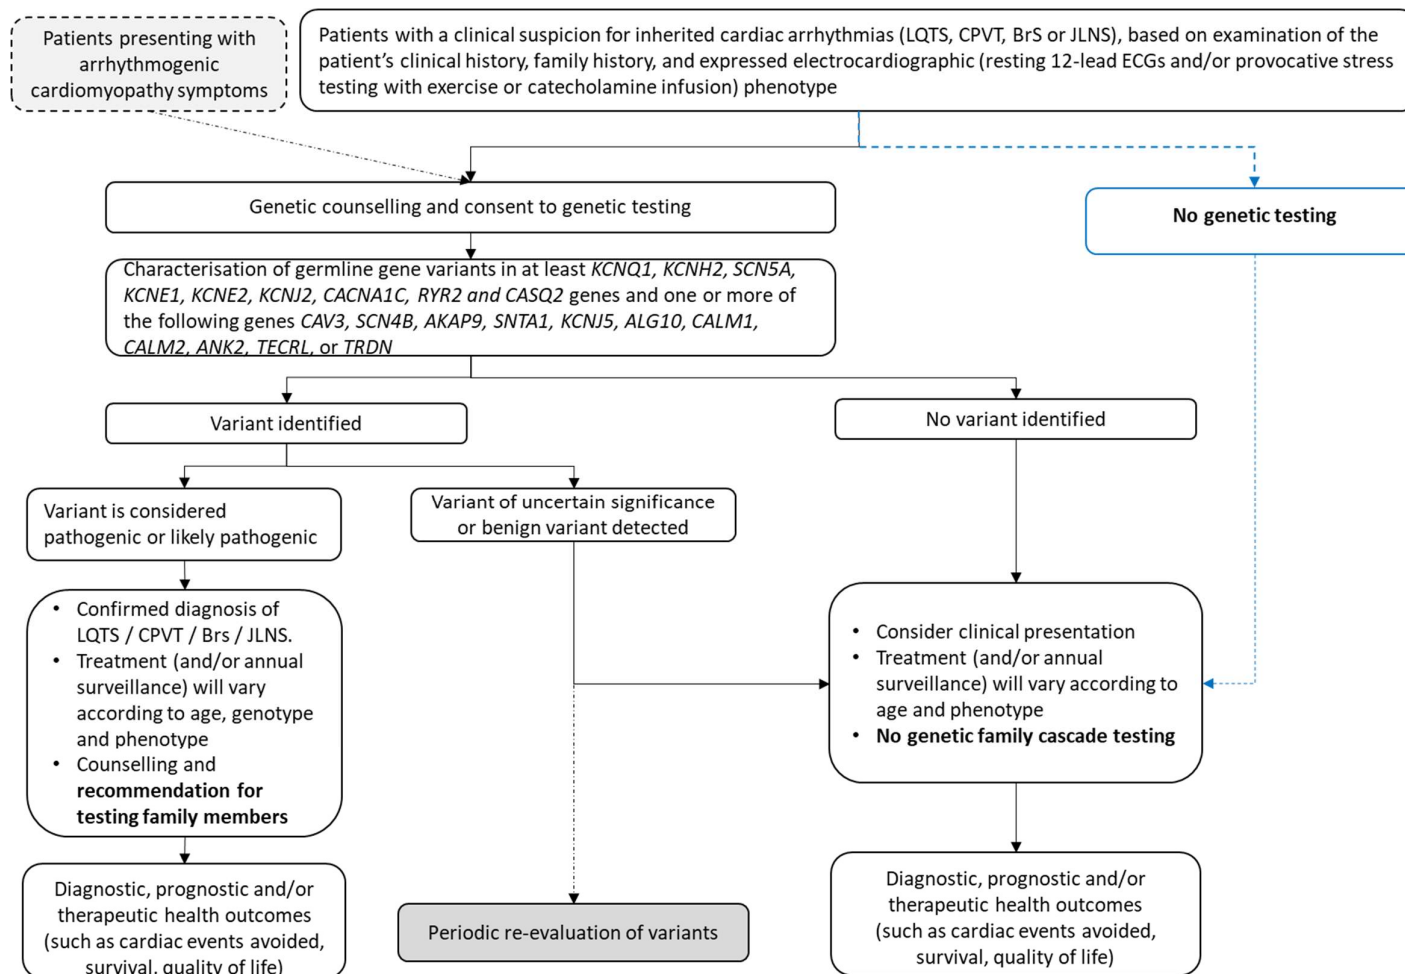 Patients presenting with
arrhythmogenic
cardiomyopathy symptoms
Patients with a clinical suspicion for inherited cardiac arrhythmias (LQTS, CPVT, BrS or JLNS), based on examination of the
patient's clinical history, family history, and expressed electrocardiographic (resting 12-lead ECGs and/or provocative stress
testing with exercise or catecholamine infusion) phenotype
Genetic counselling and consent to genetic testing
No genetic testing
Characterisation of germline gene variants in at least KCNQ1, KCNH2, SCN5A,
KCNE1, KCNE2, KCNJ2, CACNA1C, RYR2 and CASQ2 genes and one or more of
the following genes CAV3, SCN4B, AKAP9, SNTA1, KCNJ5, ALG10, CALM1,
CALM2, ANK2, TECRL, or TRDN
Variant identified
No variant identified
Variant is considered
pathogenic or likely pathogenic
Variant of uncertain significance
or benign variant detected
• Confirmed diagnosis of
LQTS / CPVT / Brs / JLNS.
• Treatment (and/or annual
surveillance) will vary
according to age, genotype
and phenotype
• Counselling and
recommendation for
testing family members
• Consider clinical presentation
• Treatment (and/or annual
surveillance) will vary according to
age and phenotype
• No genetic family cascade testing
Diagnostic, prognostic and/or
therapeutic health outcomes
(such as cardiac events avoided,
survival, quality of life)
Periodic re-evaluation of variants
Diagnostic, prognostic and/or
therapeutic health outcomes
(such as cardiac events avoided,
survival, quality of life)